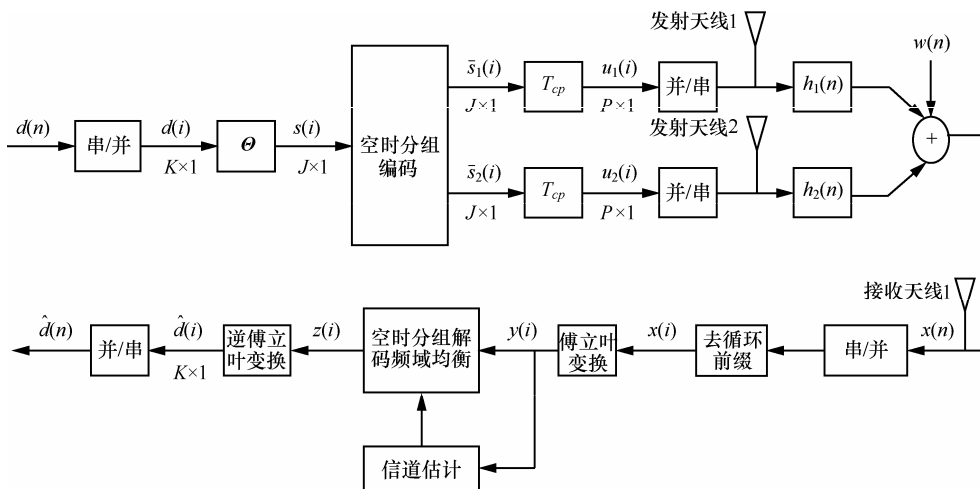 发射天线1
d(n)
串/并
d(i)
K×1
Θ
s(i)
J×1
空时分组
编码
s̄₁(i)
J×1
T_cp
u₁(i)
P×1
并/串
h₁(n)
w(n)
+
发射天线2
s̄₂(i)
J×1
T_cp
u₂(i)
P×1
并/串
h₂(n)
接收天线1
x(n)
串/并
去循环
前缀
x(i)
傅立叶
变换
y(i)
空时分组解
码频域均衡
z(i)
逆傅立
叶变换
d̂(i)
K×1
并/串
d̂(n)
信道估计